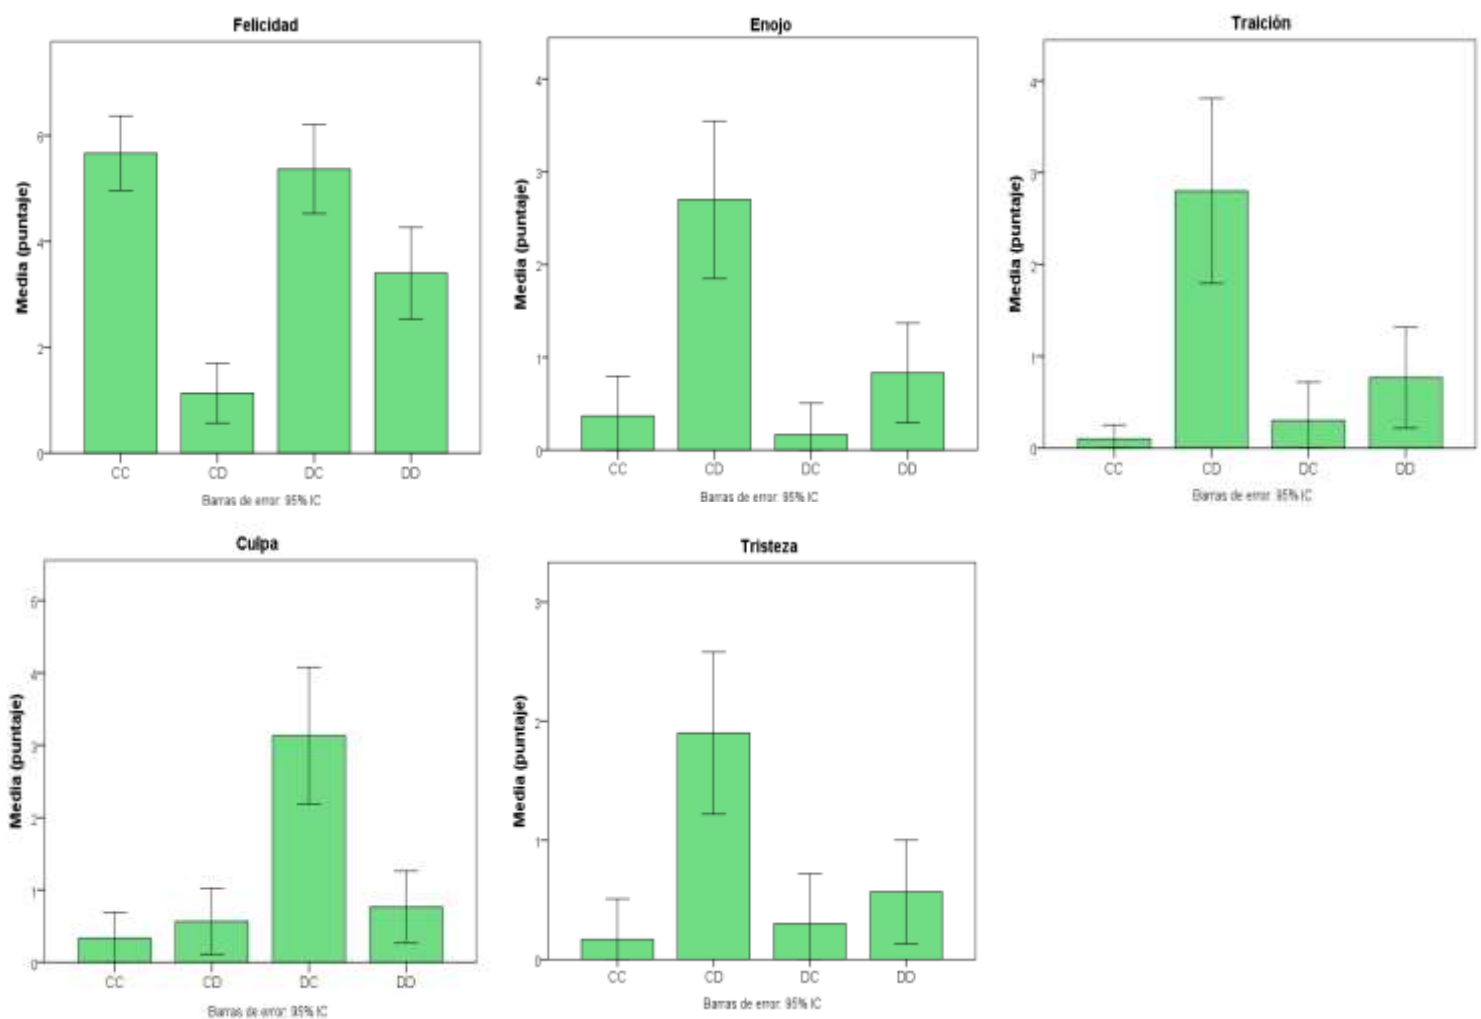 Felicidad
Media (puntaje)
6
4
2
0
CC CD DC DD
Barras de error: 95% IC
Enojo
Media (puntaje)
4
3
2
1
0
CC CD DC DD
Barras de error: 95% IC
Traición
Media (puntaje)
4
3
2
1
0
CC CD DC DD
Barras de error: 95% IC
Culpa
Media (puntaje)
5
4
3
2
1
0
CC CD DC DD
Barras de error: 95% IC
Tristeza
Media (puntaje)
3
2
1
0
CC CD DC DD
Barras de error: 95% IC